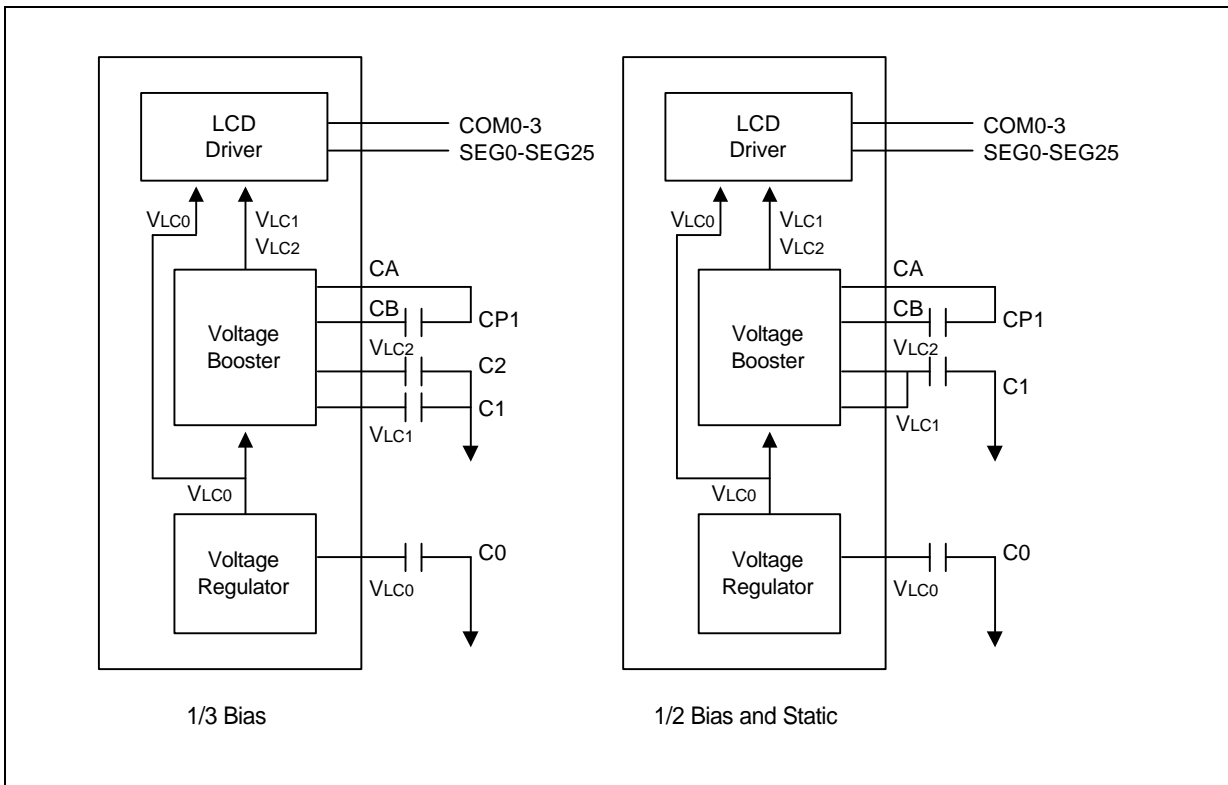 LCD
Driver
COM0-3
SEG0-SEG25
VLC0
VLC1
VLC2
CA
CB
CP1
Voltage
Booster
VLC2
C2
C1
VLC1
VLC0
Voltage
Regulator
C0
VLC0
1/3 Bias
LCD
Driver
COM0-3
SEG0-SEG25
VLC0
VLC1
VLC2
CA
CB
CP1
Voltage
Booster
VLC2
C1
VLC1
VLC0
Voltage
Regulator
C0
VLC0
1/2 Bias and Static